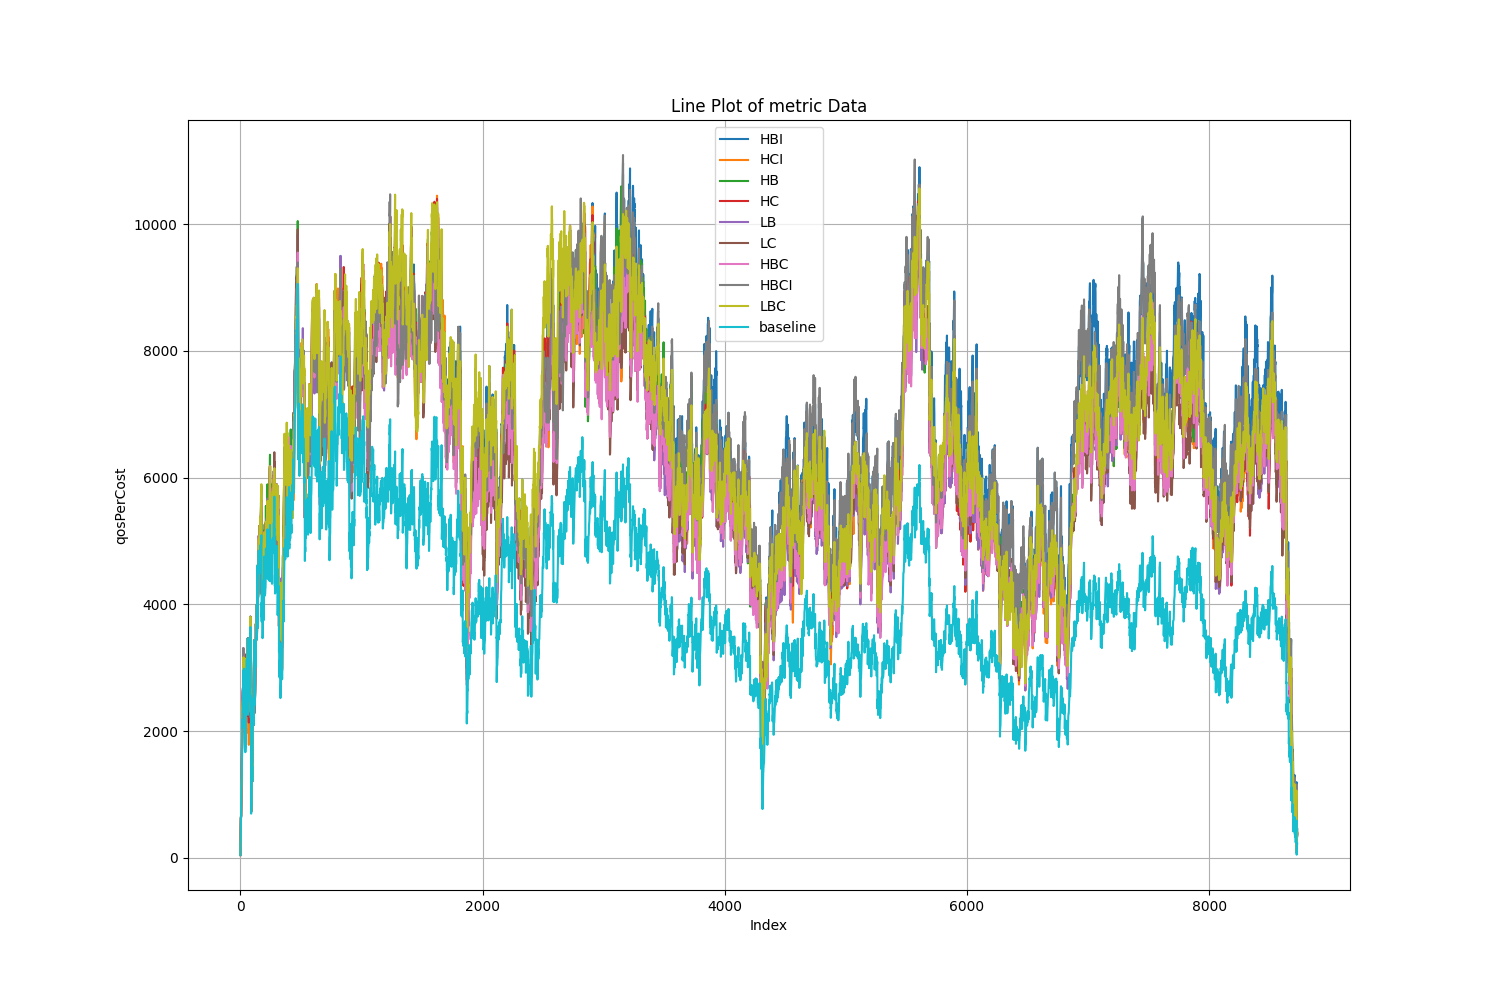 Line Plot of metric Data
HBI
HCI
HB
HC
LB
LC
HBC
HBCI
LBC
baseline
qosPerCost
10000
8000
6000
4000
2000
0
0 2000 4000 6000 8000
Index